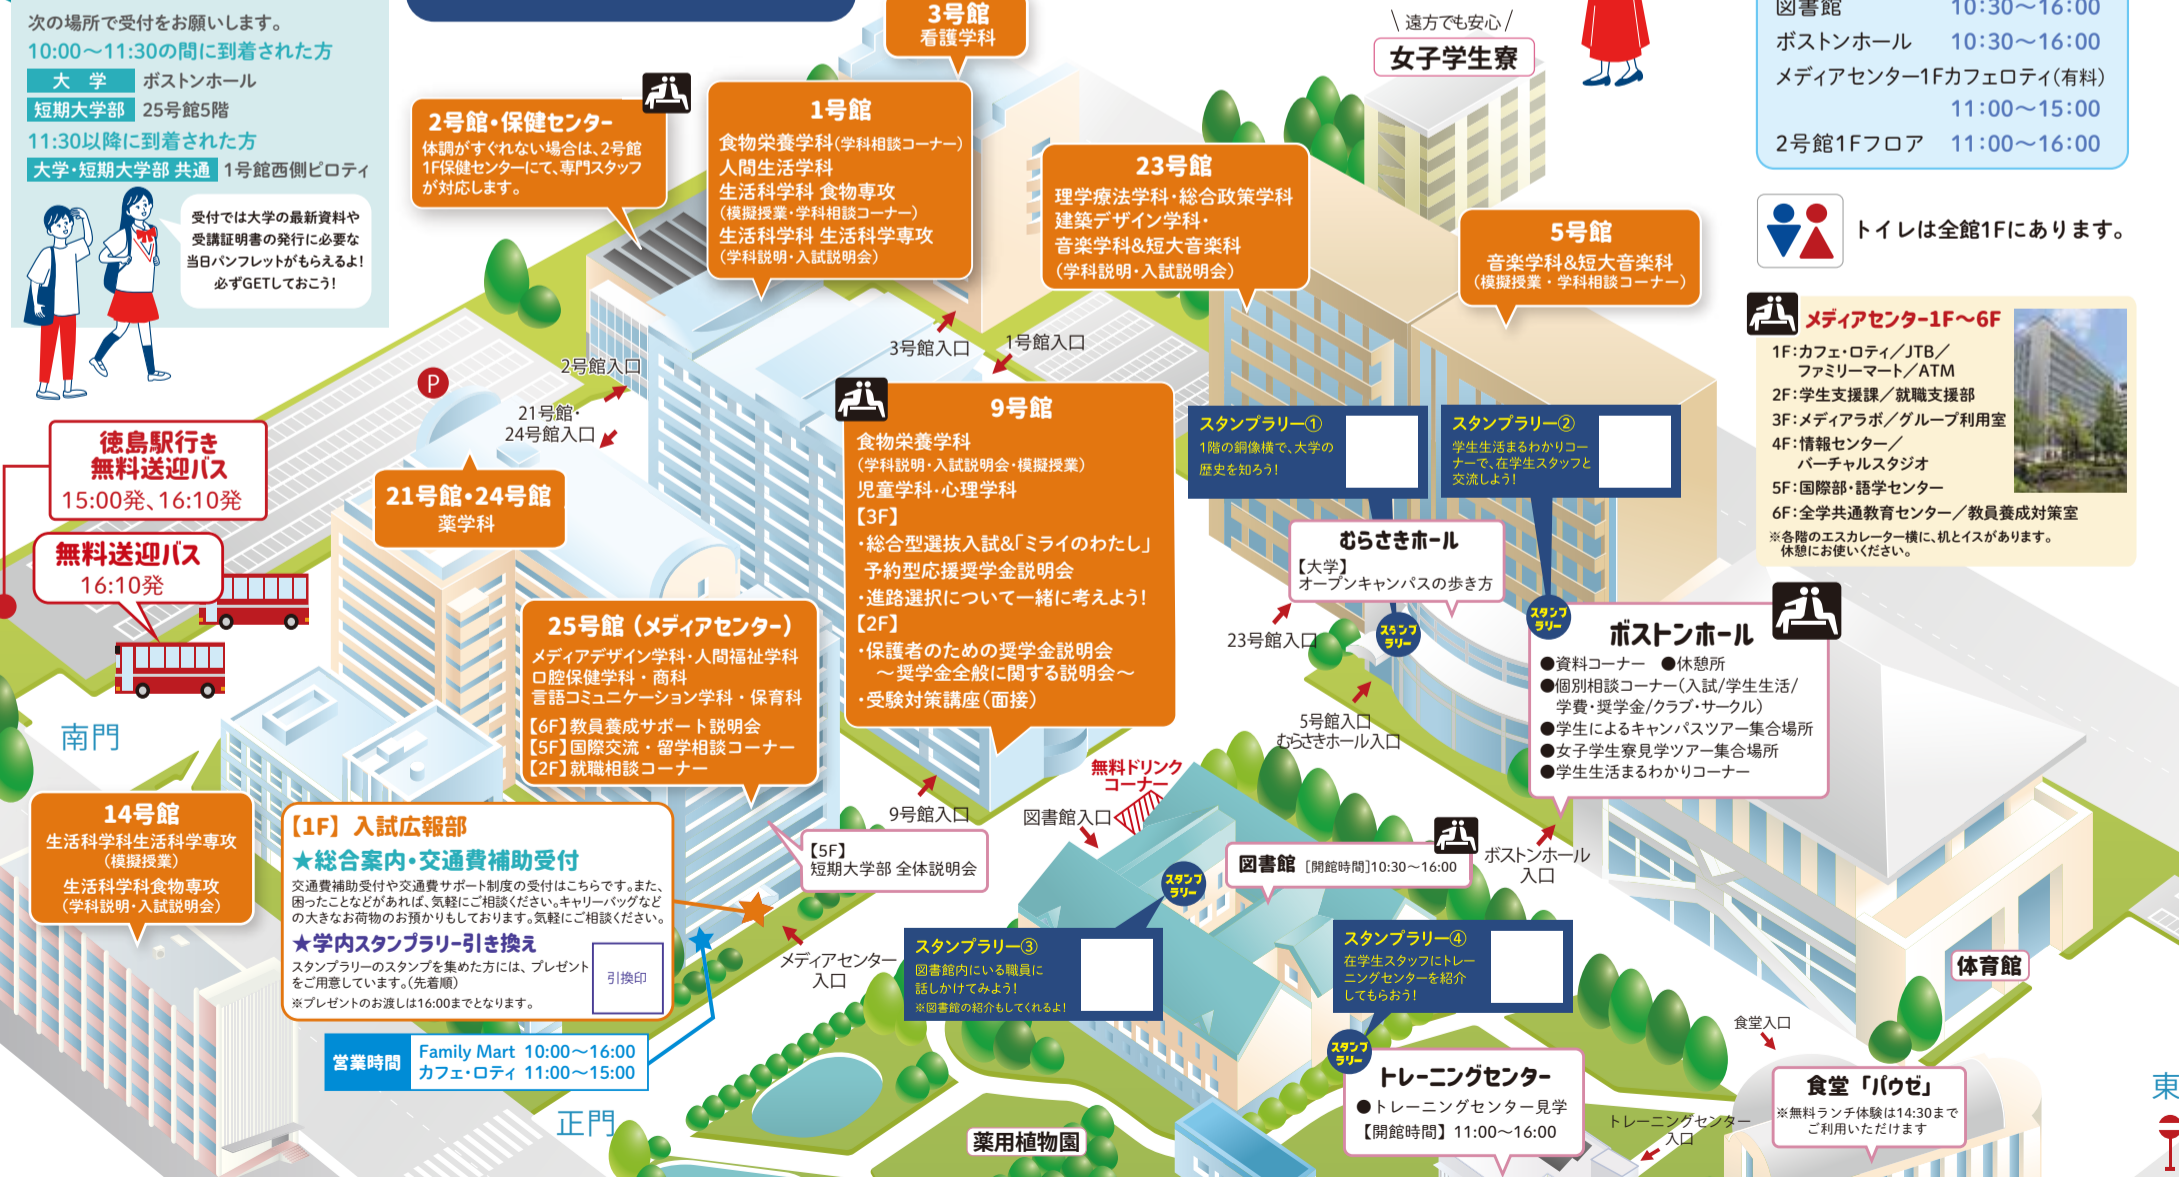 次の場所で受付をお願いします。
10:00～11:30の間に到着された方
大 学 ボストンホール
短期大学部 25号館5階
11:30以降に到着された方
大学・短期大学部 共通 1号館西側ピロティ
受付では大学の最新資料や
受講証明書の発行に必要な
当日パンフレットがもらえるよ!
必ずGETしておこう!
3号館
看護学科
2号館・保健センター
体調がすぐれない場合は、2号館
1F保健センターにて、専門スタッフ
が対応します。
1号館
食物栄養学科(学科相談コーナー)
人間生活学科
生活科学科 食物専攻
(模擬授業・学科相談コーナー)
生活科学科 生活科学専攻
(学科説明・入試説明会)
23号館
理学療法学科・総合政策学科
建築デザイン学科・
音楽学科&短大音楽科
(学科説明・入試説明会)
\ 遠方でも安心 /
女子学生寮
5号館
音楽学科&短大音楽科
(模擬授業・学科相談コーナー)
図書館 10:30～16:00
ボストンホール 10:30～16:00
メディアセンター1Fカフェロティ(有料)
11:00～15:00
2号館1Fフロア 11:00～16:00
トイレは全館1Fにあります。
メディアセンター1F～6F
1F:カフェ・ロティ/JTB/
ファミリーマート/ATM
2F:学生支援課/就職支援部
3F:メディアラボ/グループ利用室
4F:情報センター/
バーチャルスタジオ
5F:国際部・語学センター
6F:全学共通教育センター/教員養成対策室
※各階のエスカレーター横に、机とイスがあります。
休憩にお使いください。
3号館入口
1号館入口
2号館入口
P
21号館・
24号館入口
徳島駅行き
無料送迎バス
15:00発、16:10発
無料送迎バス
16:10発
21号館・24号館
薬学科
9号館
食物栄養学科
(学科説明・入試説明会・模擬授業)
児童学科・心理学科
【3F】
・総合型選抜入試&「ミライのわたし」
予約型応援奨学金説明会
・進路選択について一緒に考えよう!
【2F】
・保護者のための奨学金説明会
～奨学金全般に関する説明会～
・受験対策講座(面接)
スタンプラリー①
1階の銅像横で、大学の
歴史を知ろう!
スタンプラリー②
学生生活まるわかりコー
ナーで、在学生スタッフと
交流しよう!
むらさきホール
【大学】
オープンキャンパスの歩き方
スタンプ
ラリー
スタンプ
ラリー
23号館入口
5号館入口
むらさきホール入口
ボストンホール
●資料コーナー ●休憩所
●個別相談コーナー(入試/学生生活/
学費・奨学金/クラブ・サークル)
●学生によるキャンパスツアー集合場所
●女子学生寮見学ツアー集合場所
●学生生活まるわかりコーナー
25号館(メディアセンター)
メディアデザイン学科・人間福祉学科
口腔保健学科・商科
言語コミュニケーション学科・保育科
【6F】教員養成サポート説明会
【5F】国際交流・留学相談コーナー
【2F】就職相談コーナー
南門
14号館
生活科学科生活科学専攻
(模擬授業)
生活科学科食物専攻
(学科説明・入試説明会)
【1F】入試広報部
★総合案内・交通費補助受付
交通費補助受付や交通費サポート制度の受付はこちらです。また、
困ったことなどがあれば、気軽にご相談ください。キャリーバッグなど
の大きなお荷物のお預かりもしております。気軽にご相談ください。
★学内スタンプラリー引き換え
スタンプラリーのスタンプを集めた方には、プレゼント
をご用意しています。(先着順)
※プレゼントのお渡しは16:00までとなります。
引換印
営業時間
Family Mart 10:00～16:00
カフェ・ロティ 11:00～15:00
正門
9号館入口
【5F】
短期大学部 全体説明会
メディアセンター
入口
無料ドリンク
コーナー
図書館入口
スタンプ
ラリー
図書館 [開館時間]10:30～16:00
ボストンホール
入口
スタンプラリー③
図書館内にいる職員に
話しかけてみよう!
※図書館の紹介もしてくれるよ!
スタンプラリー④
在学生スタッフにトレー
ニングセンターを紹介
してもらおう!
スタンプ
ラリー
トレーニングセンター
●トレーニングセンター見学
【開館時間】11:00～16:00
トレーニングセンター
入口
薬用植物園
体育館
食堂入口
食堂「パウゼ」
※無料ランチ体験は14:30まで
ご利用いただけます
東